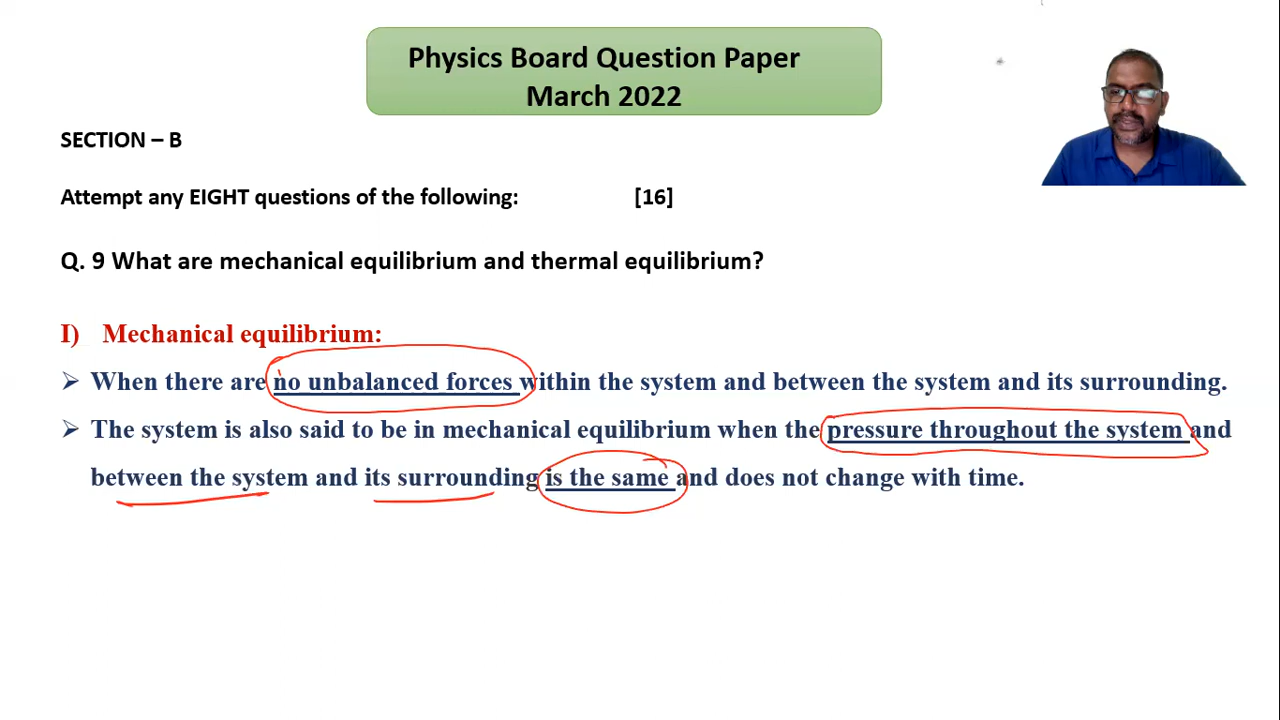 Physics Board Question Paper
March 2022
SECTION – B
Attempt any EIGHT questions of the following: [16]
Q. 9 What are mechanical equilibrium and thermal equilibrium?
I) Mechanical equilibrium:
➢ When there are no unbalanced forces within the system and between the system and its surrounding.
➢ The system is also said to be in mechanical equilibrium when the pressure throughout the system and
between the system and its surrounding is the same and does not change with time.